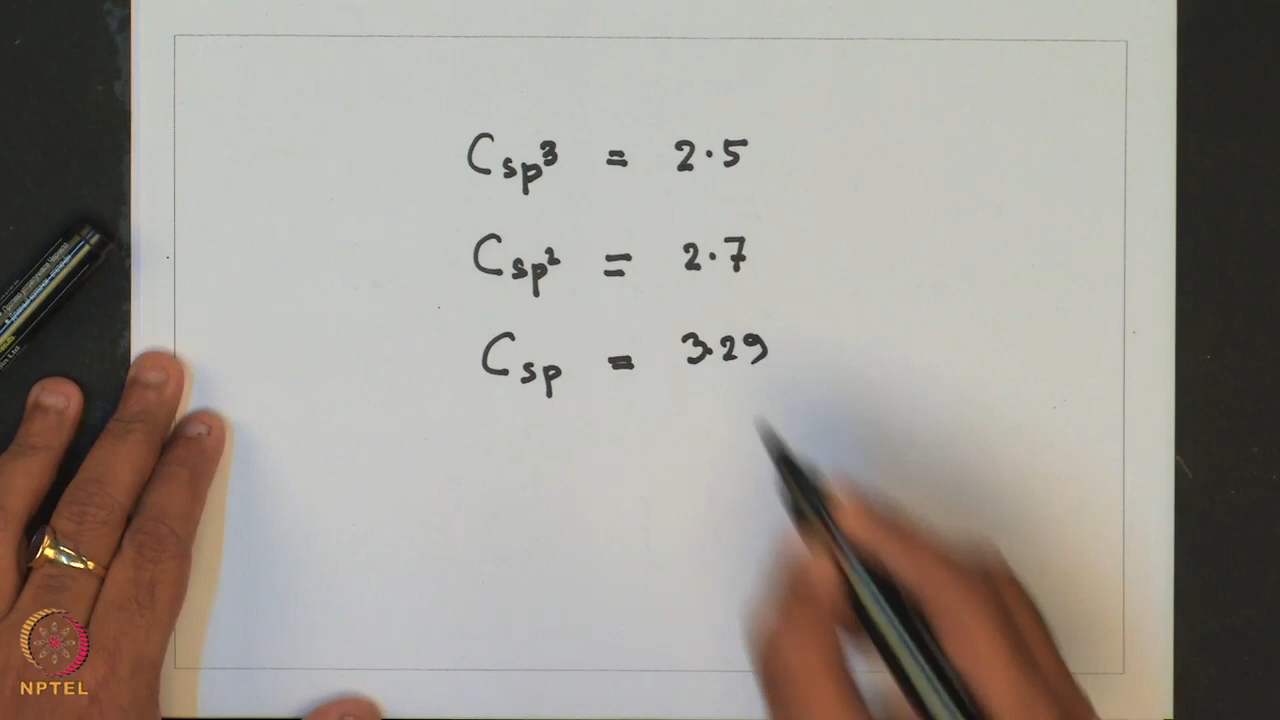 Csp³ = 2.5
Csp² = 2.7
Csp = 3.29
NPTEL